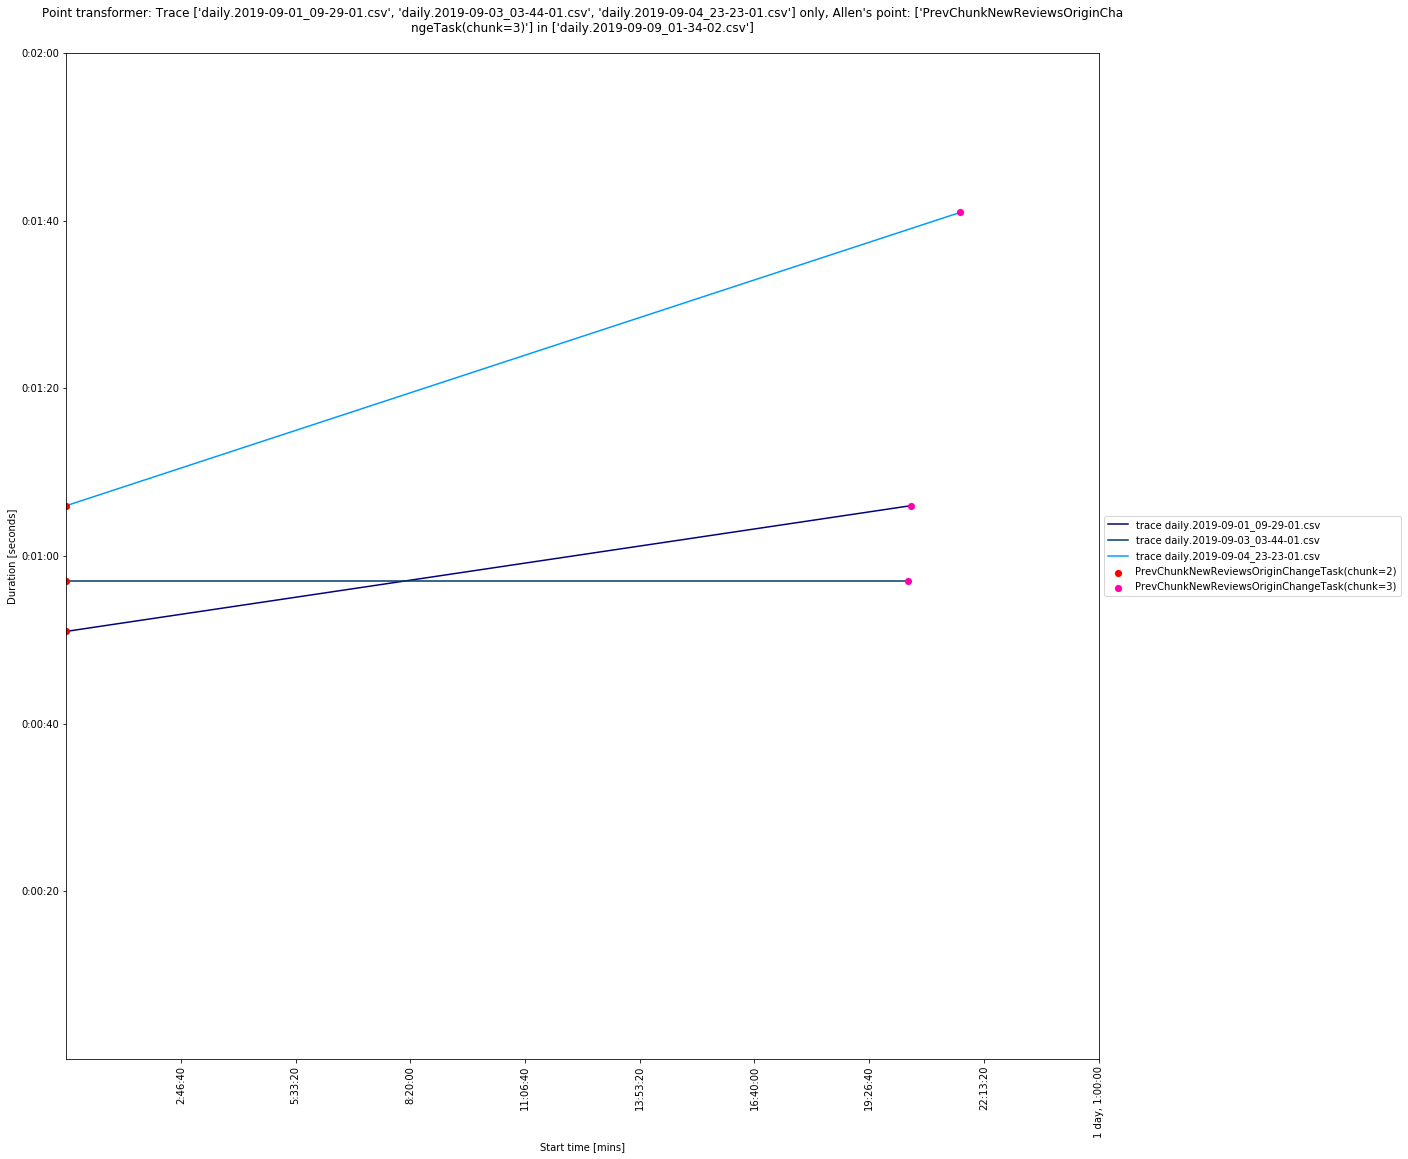 Point transformer: Trace ['daily.2019-09-01_09-29-01.csv', 'daily.2019-09-03_03-44-01.csv', 'daily.2019-09-04_23-23-01.csv'] only, Allen's point: ['PrevChunkNewReviewsOriginCha
ngeTask(chunk=3)'] in ['daily.2019-09-09_01-34-02.csv']
0:02:00
0:01:40
0:01:20
0:01:00
0:00:40
0:00:20
Duration [seconds]
2:46:40
5:33:20
8:20:00
11:06:40
13:53:20
16:40:00
19:26:40
22:13:20
1 day, 1:00:00
Start time [mins]
trace daily.2019-09-01_09-29-01.csv
trace daily.2019-09-03_03-44-01.csv
trace daily.2019-09-04_23-23-01.csv
PrevChunkNewReviewsOriginChangeTask(chunk=2)
PrevChunkNewReviewsOriginChangeTask(chunk=3)